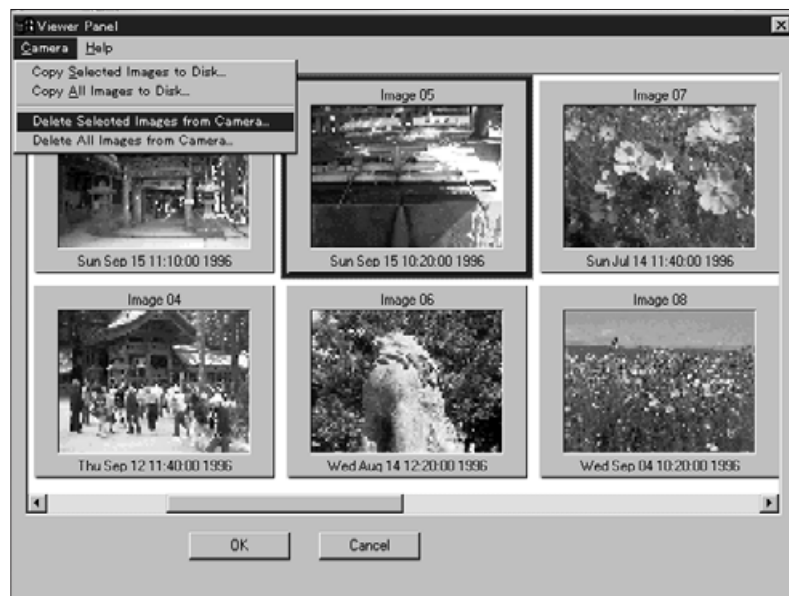 Viewer Panel
Camera Help
Copy Selected Images to Disk...
Copy All Images to Disk...
Delete Selected Images from Camera...
Delete All Images from Camera...
Image 05
Image 07
Sun Sep 15 11:10:00 1996
Sun Sep 15 10:20:00 1996
Sun Jul 14 11:40:00 1996
Image 04
Image 06
Image 08
Thu Sep 12 11:40:00 1996
Wed Aug 14 12:20:00 1996
Wed Sep 04 10:20:00 1996
OK
Cancel